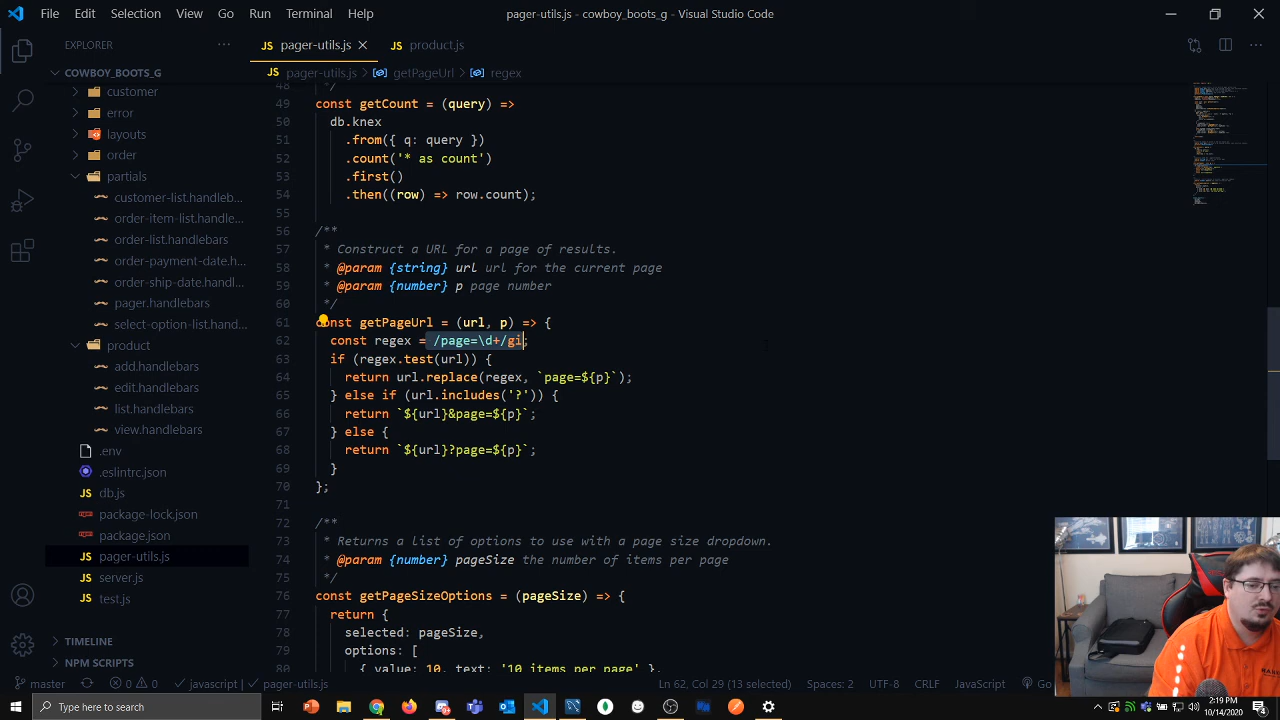 File Edit Selection View Go Run Terminal Help
pager-utils.js - cowboy_boots_g - Visual Studio Code
EXPLORER
COWBOY_BOOTS_G
customer
error
layouts
order
partials
customer-list.handleb...
order-item-list.handle...
order-list.handlebars
order-payment-date.h...
order-ship-date.handl...
pager.handlebars
select-option-list.hand...
product
add.handlebars
edit.handlebars
list.handlebars
view.handlebars
.env
.eslintrc.json
db.js
package-lock.json
package.json
pager-utils.js
server.js
test.js
TIMELINE
NPM SCRIPTS
JS pager-utils.js JS product.js
JS pager-utils.js > getPageUrl > regex
48 */
49 const getCount = (query) =>
50 db.knex
51 .from({ q: query })
52 .count('* as count')
53 .first()
54 .then((row) => row.count);
55
56 /**
57 * Construct a URL for a page of results.
58 * @param {string} url url for the current page
59 * @param {number} p page number
60 */
61 const getPageUrl = (url, p) => {
62 const regex = /page=\d+/gi;
63 if (regex.test(url)) {
64 return url.replace(regex, `page=${p}`);
65 } else if (url.includes('?')) {
66 return `${url}&page=${p}`;
67 } else {
68 return `${url}?page=${p}`;
69 }
70 };
71
72 /**
73 * Returns a list of options to use with a page size dropdown.
74 * @param {number} pageSize the number of items per page
75 */
76 const getPageSizeOptions = (pageSize) => {
77 return {
78 selected: pageSize,
79 options: [
80 { value: 10, text: '10 items per page' },
master 0 0 javascript | pager-utils.js Ln 62, Col 29 (13 selected) Spaces: 2 UTF-8 CRLF JavaScript Go
Type here to search
2:19 PM
10/14/2020